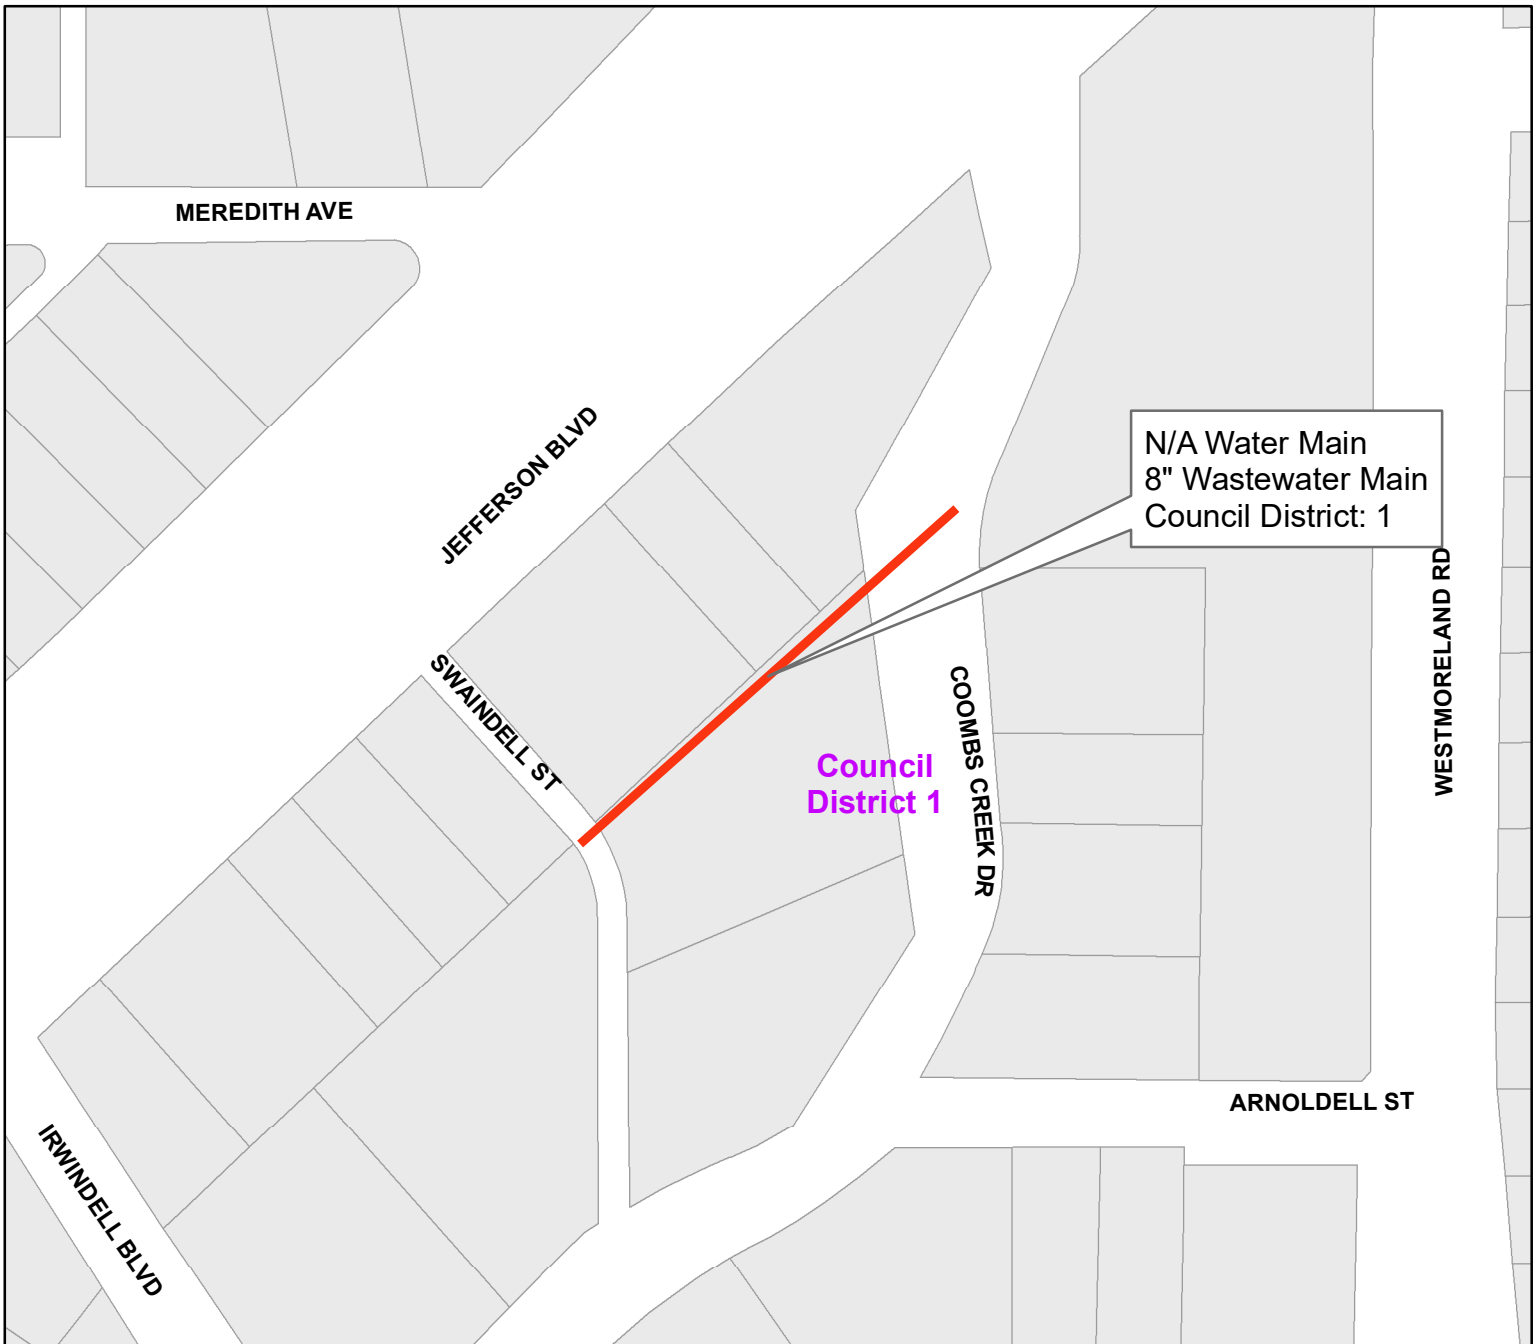 MEREDITH AVE
JEFFERSON BLVD
N/A Water Main
8" Wastewater Main
Council District: 1
WESTMORELAND RD
SWAINDELL ST
COOMBS CREEK DR
Council
District 1
ARNOLDELL ST
IRWINDELL BLVD